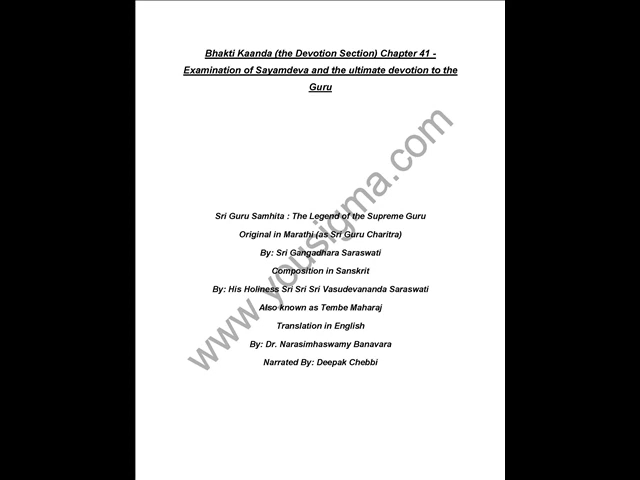 Bhakti Kaanda (the Devotion Section) Chapter 41 -
Examination of Sayamdeva and the ultimate devotion to the
Guru
www.yousigma.com
Sri Guru Samhita : The Legend of the Supreme Guru
Original in Marathi (as Sri Guru Charitra)
By: Sri Gangadhara Saraswati
Composition in Sanskrit
By: His Holiness Sri Sri Sri Vasudevananda Saraswati
Also known as Tembe Maharaj
Translation in English
By: Dr. Narasimhaswamy Banavara
Narrated By: Deepak Chebbi